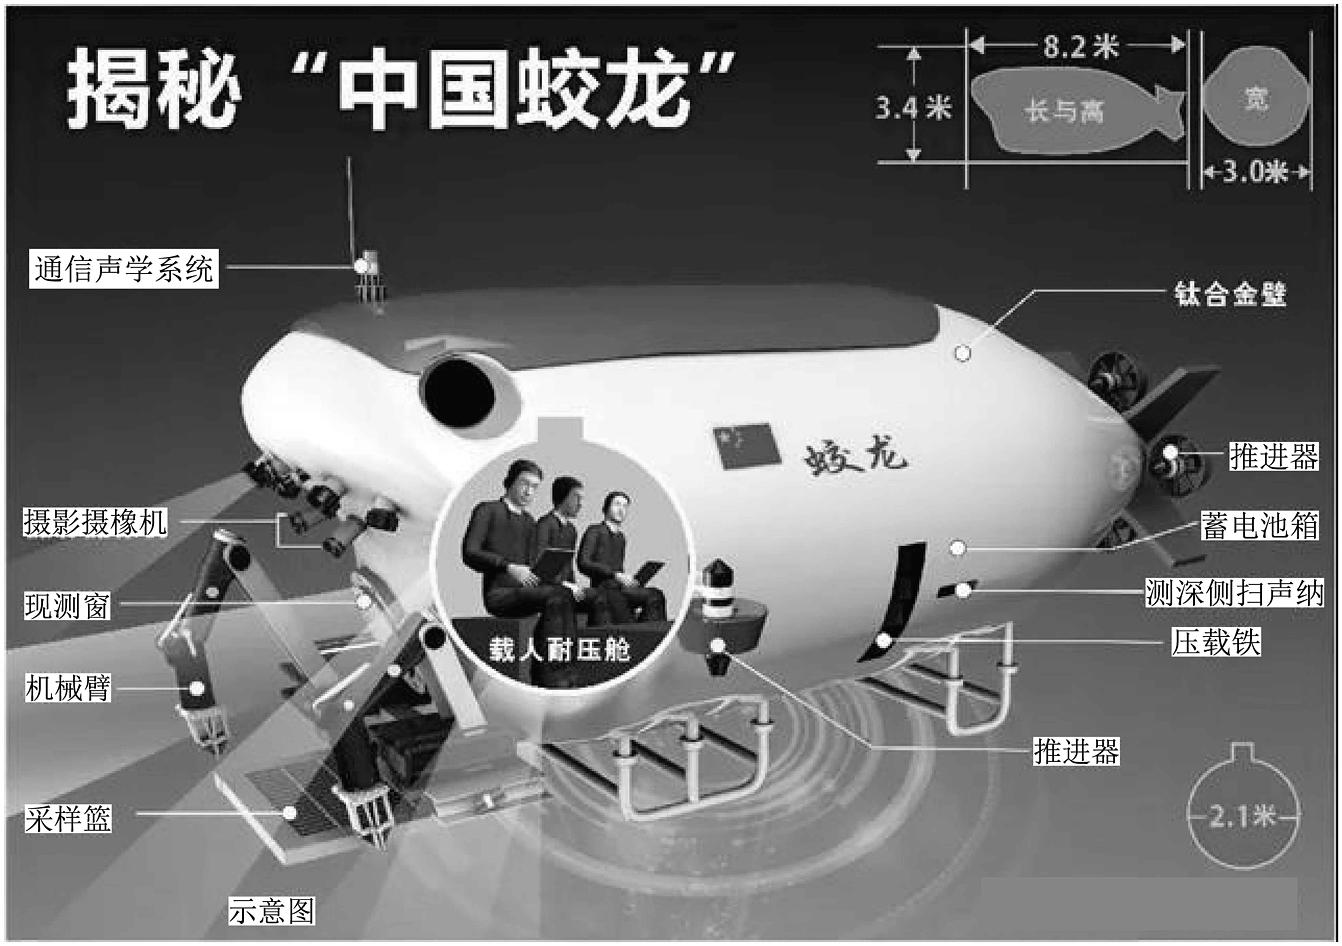 揭秘 “中国蛟龙”
8.2米
3.4米
长与高
宽
3.0米
通信声学系统
钛合金壁
蛟龙
推进器
摄影摄橡机
蓄电池箱
现测窗
测深侧扫声纳
载人耐压舱
压载铁
机械臂
推进器
采样篮
2.1米
示意图